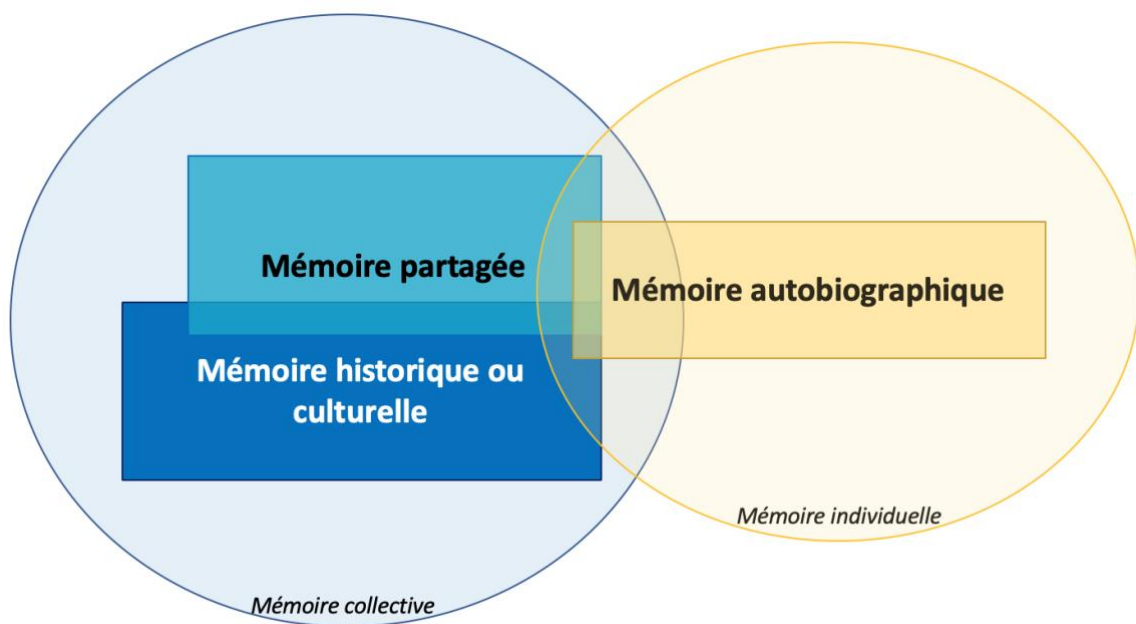 Mémoire partagée
Mémoire autobiographique
Mémoire historique ou
culturelle
Mémoire individuelle
Mémoire collective